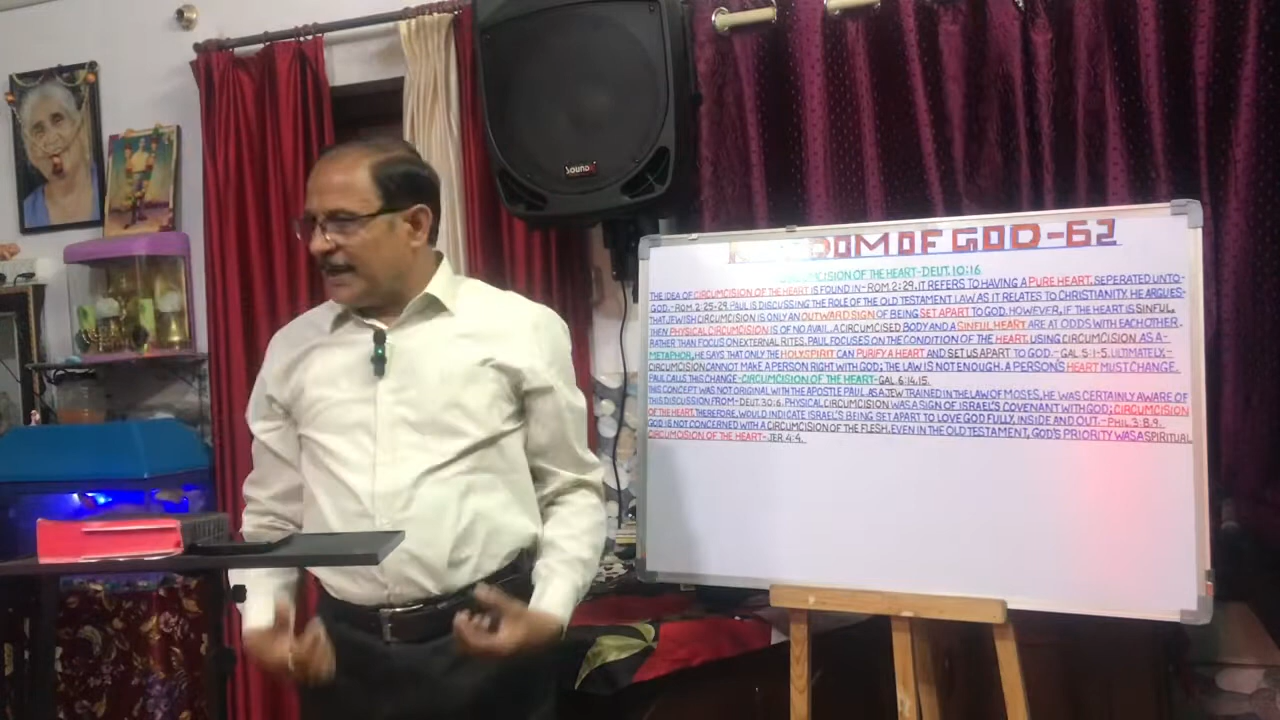 Sound
DOM OF GOD-62
CISION OF THE HEART-DEUT.10:16
THE IDEA OF CIRCUMCISION OF THE HEART IS FOUND IN-ROM.2:29. IT REFERS TO HAVING A PURE HEART, SEPERATED UNTO-
GOD.-ROM.2:25-29. PAUL IS DISCUSSING THE ROLE OF THE OLD TESTAMENT LAW AS IT RELATES TO CHRISTIANITY. HE ARGUES-
THAT JEWISH CIRCUMCISION IS ONLY AN OUTWARD SIGN OF BEING SET APART TO GOD. HOWEVER, IF THE HEART IS SINFUL,
THEN PHYSICAL CIRCUMCISION IS OF NO AVAIL. A CIRCUMCISED BODY AND A SINFUL HEART ARE AT ODDS WITH EACH OTHER.
RATHER THAN FOCUS ON EXTERNAL RITES, PAUL FOCUSES ON THE CONDITION OF THE HEART. USING CIRCUMCISION AS A-
METAPHOR, HE SAYS THAT ONLY THE HOLY SPIRIT CAN PURIFY A HEART AND SET US APART TO GOD.- GAL 5:1-5. ULTIMATELY,-
CIRCUMCISION CANNOT MAKE A PERSON RIGHT WITH GOD; THE LAW IS NOT ENOUGH. A PERSON'S HEART MUST CHANGE.
PAUL CALLS THIS CHANGE-CIRCUMCISION OF THE HEART-GAL.6:14,15.
THIS CONCEPT WAS NOT ORIGINAL WITH THE APOSTLE PAUL. AS A JEW TRAINED IN THE LAW OF MOSES, HE WAS CERTAINLY AWARE OF
THIS DISCUSSION FROM-DEUT.30:6. PHYSICAL CIRCUMCISION WAS A SIGN OF ISRAEL'S COVENANT WITH GOD; CIRCUMCISION
OF THE HEART, THEREFORE, WOULD INDICATE ISRAEL'S BEING SET APART TO LOVE GOD FULLY, INSIDE AND OUT.-PHIL.3:8,9.
GOD IS NOT CONCERNED WITH A CIRCUMCISION OF THE FLESH. EVEN IN THE OLD TESTAMENT, GOD'S PRIORITY WAS A SPIRITUAL
CIRCUMCISION OF THE HEART-JER.4:4.